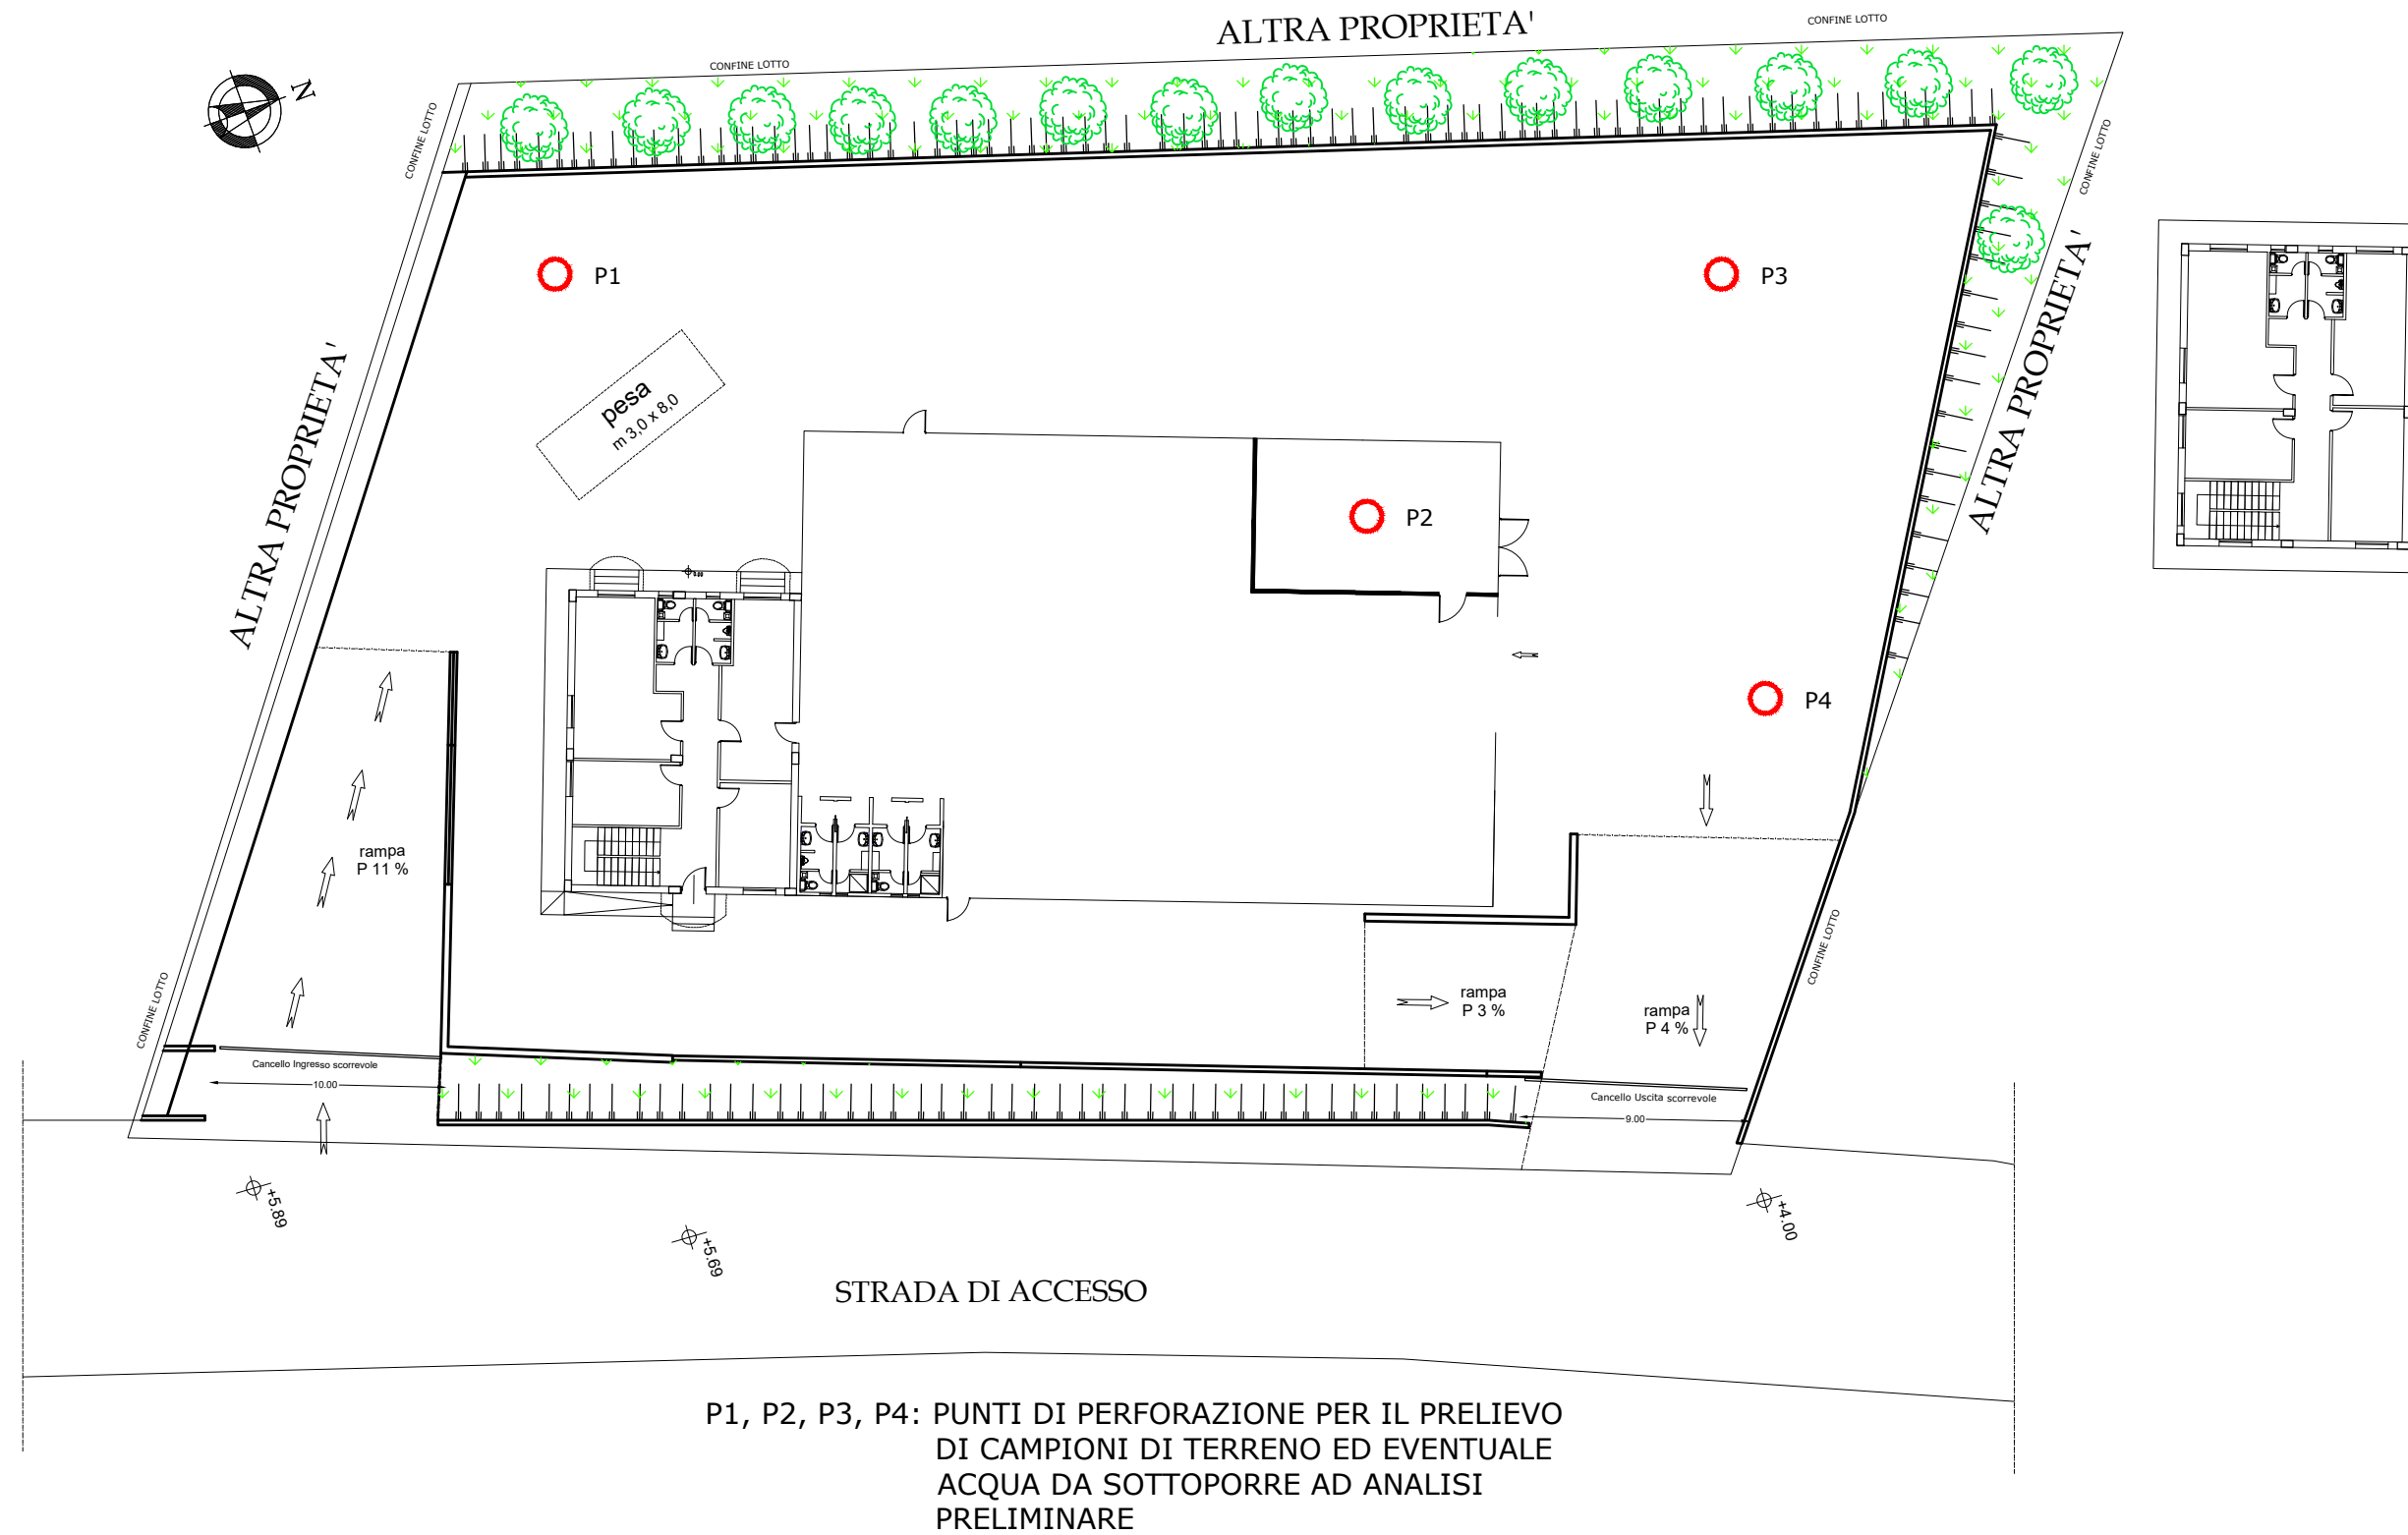 ALTRA PROPRIETA'
CONFINE LOTTO
CONFINE LOTTO
N
CONFINE LOTTO
CONFINE LOTTO
P1
P3
ALTRA PROPRIETA'
ALTRA PROPRIETA'
pesa
m 3,0 x 8,0
P2
P4
rampa
P 11 %
CONFINE LOTTO
CONFINE LOTTO
rampa
P 3 %
rampa
P 4 %
Cancello Ingresso scorrevole
10.00
Cancello Uscita scorrevole
9.00
+5.89
+5.69
+4.00
STRADA DI ACCESSO
P1, P2, P3, P4: PUNTI DI PERFORAZIONE PER IL PRELIEVO
DI CAMPIONI DI TERRENO ED EVENTUALE
ACQUA DA SOTTOPORRE AD ANALISI
PRELIMINARE